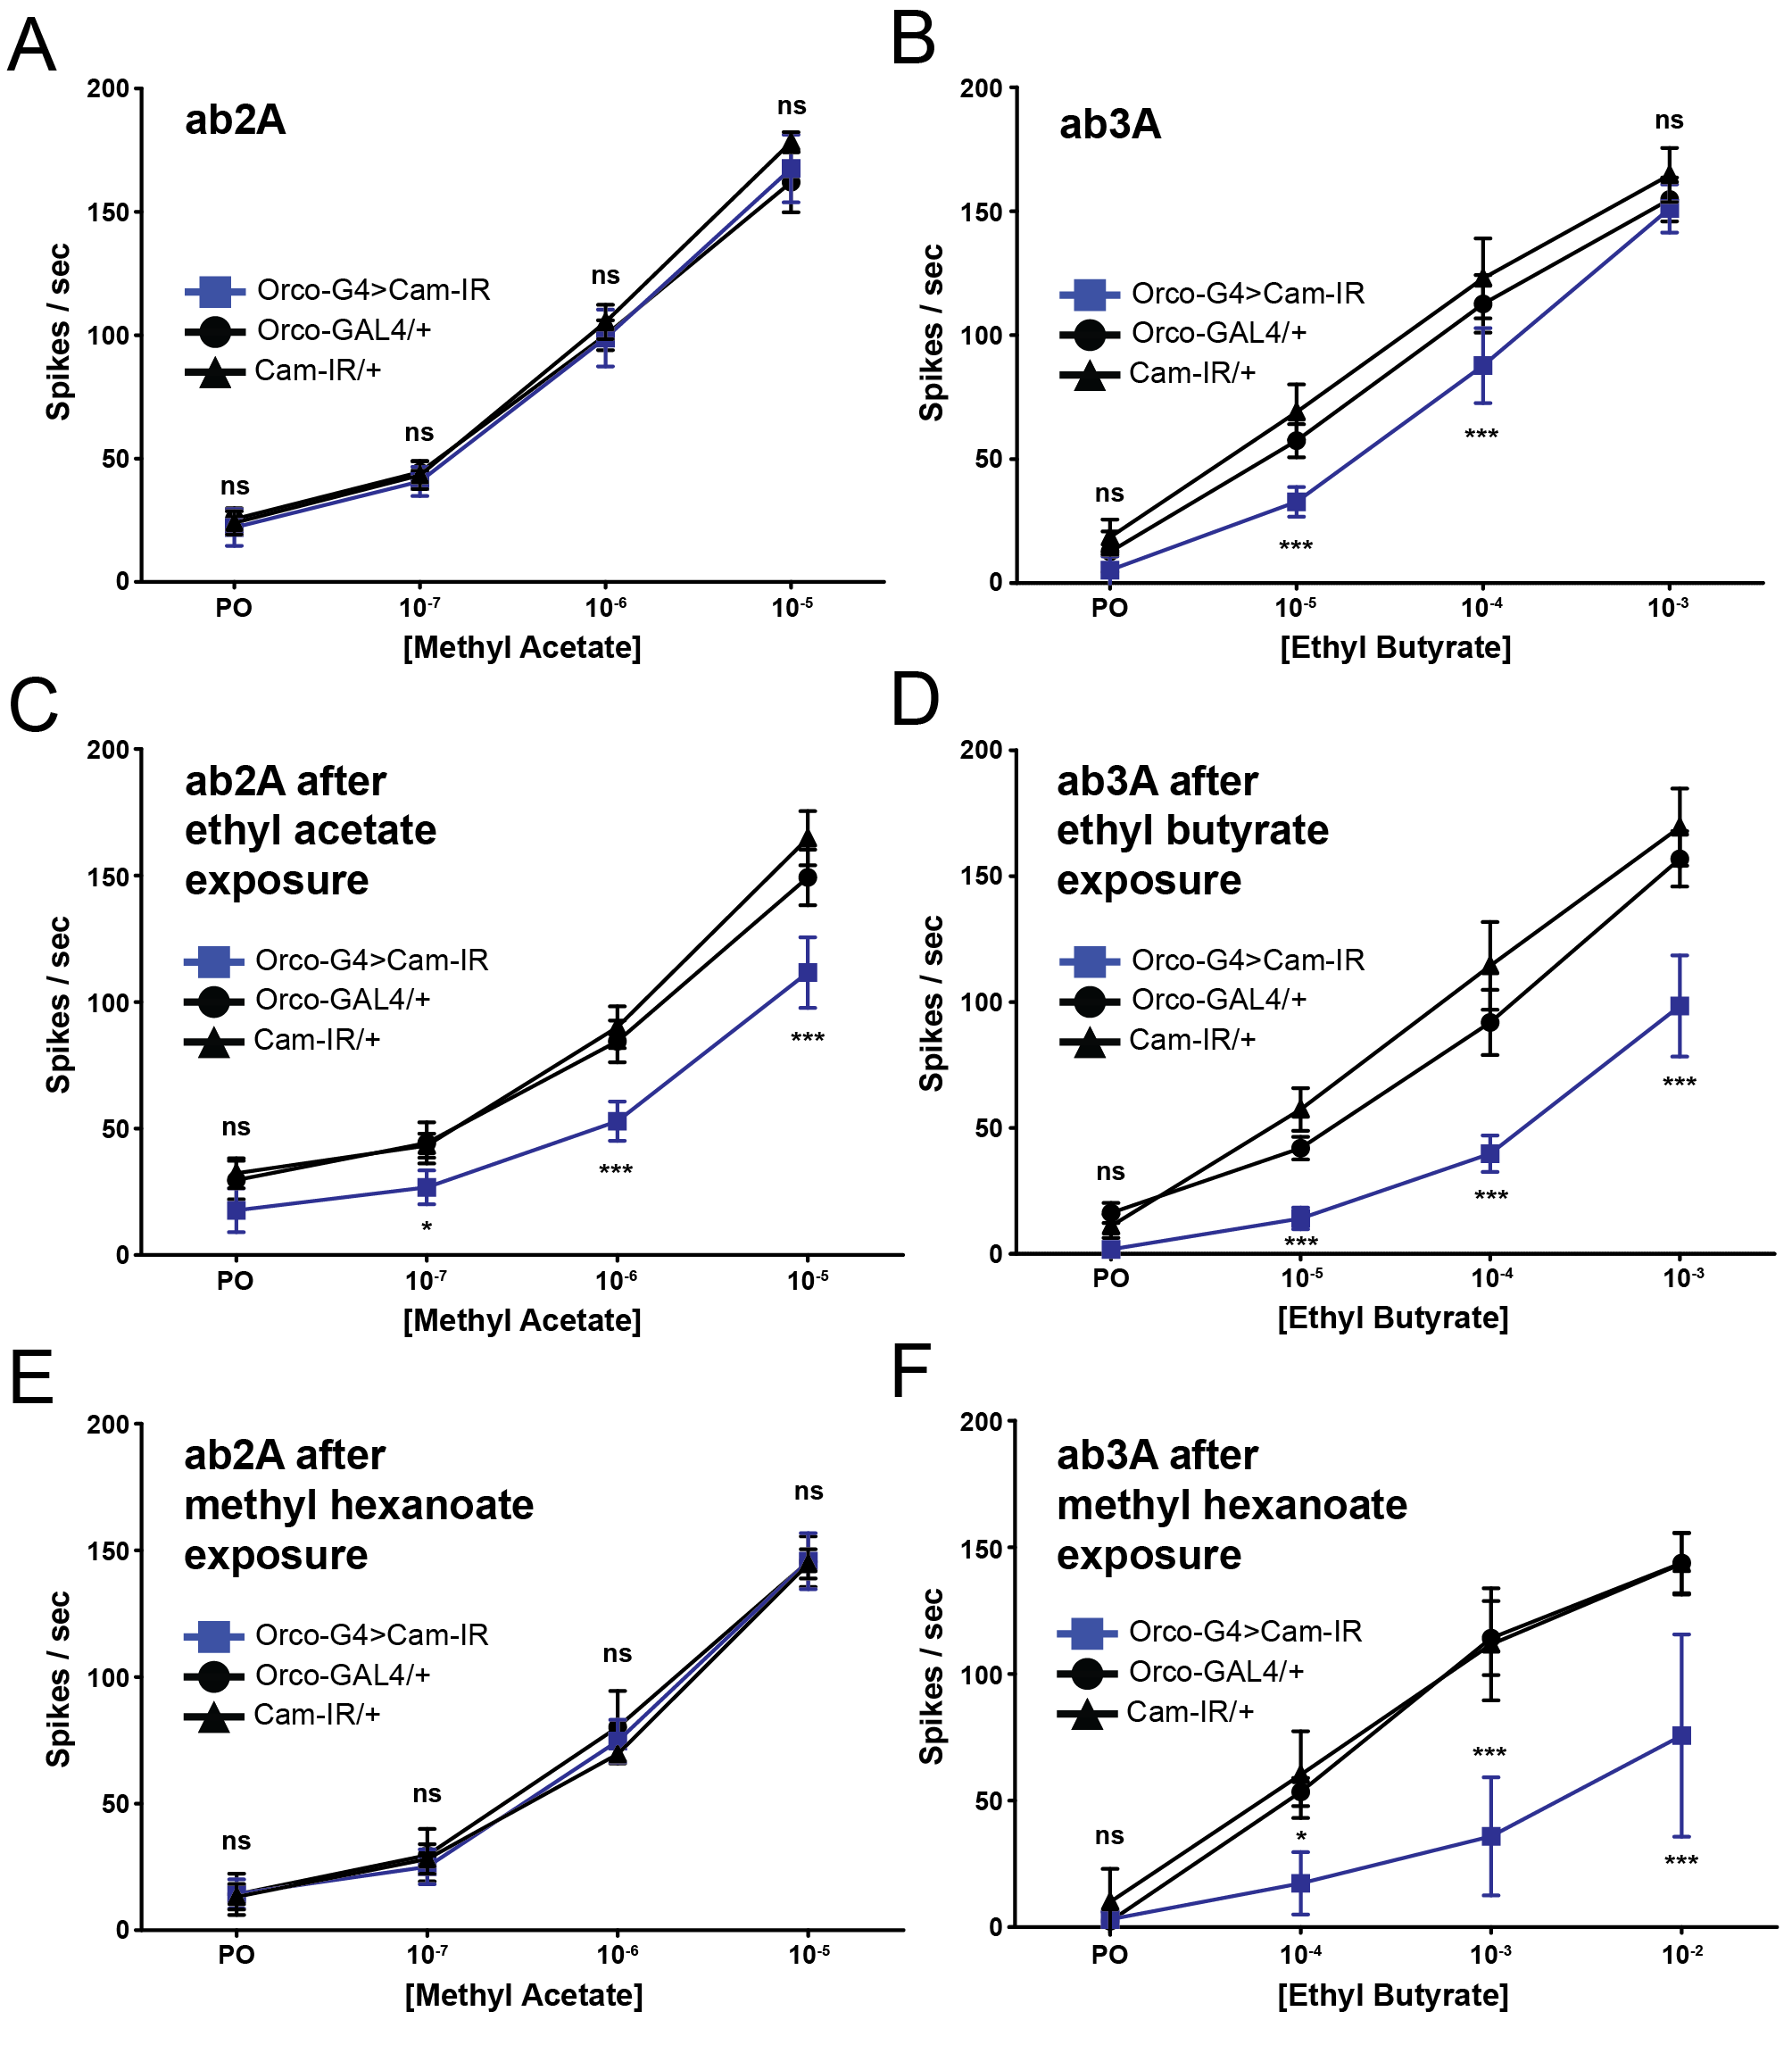 A
B
200
ab2A
ns
150
ns
100
ns
50
ns
0
Spikes / sec
Orco-G4>Cam-IR
Orco-GAL4/+
Cam-IR/+
PO
10-7
10-6
10-5
[Methyl Acetate]
200
ab3A
ns
150
100
50
ns
0
Spikes / sec
Orco-G4>Cam-IR
Orco-GAL4/+
Cam-IR/+
***
***
PO
10-5
10-4
10-3
[Ethyl Butyrate]
C
D
200
ab2A after
ethyl acetate
exposure
150
100
50
0
Spikes / sec
Orco-G4>Cam-IR
Orco-GAL4/+
Cam-IR/+
ns
*
***
***
PO
10-7
10-6
10-5
[Methyl Acetate]
200
ab3A after
ethyl butyrate
exposure
150
100
50
0
Spikes / sec
Orco-G4>Cam-IR
Orco-GAL4/+
Cam-IR/+
ns
***
***
***
PO
10-5
10-4
10-3
[Ethyl Butyrate]
E
F
200
ab2A after
methyl hexanoate
exposure
150
100
50
0
Spikes / sec
Orco-G4>Cam-IR
Orco-GAL4/+
Cam-IR/+
ns
ns
ns
ns
PO
10-7
10-6
10-5
[Methyl Acetate]
200
ab3A after
methyl hexanoate
exposure
150
100
50
0
Spikes / sec
Orco-G4>Cam-IR
Orco-GAL4/+
Cam-IR/+
ns
*
***
***
PO
10-4
10-3
10-2
[Ethyl Butyrate]